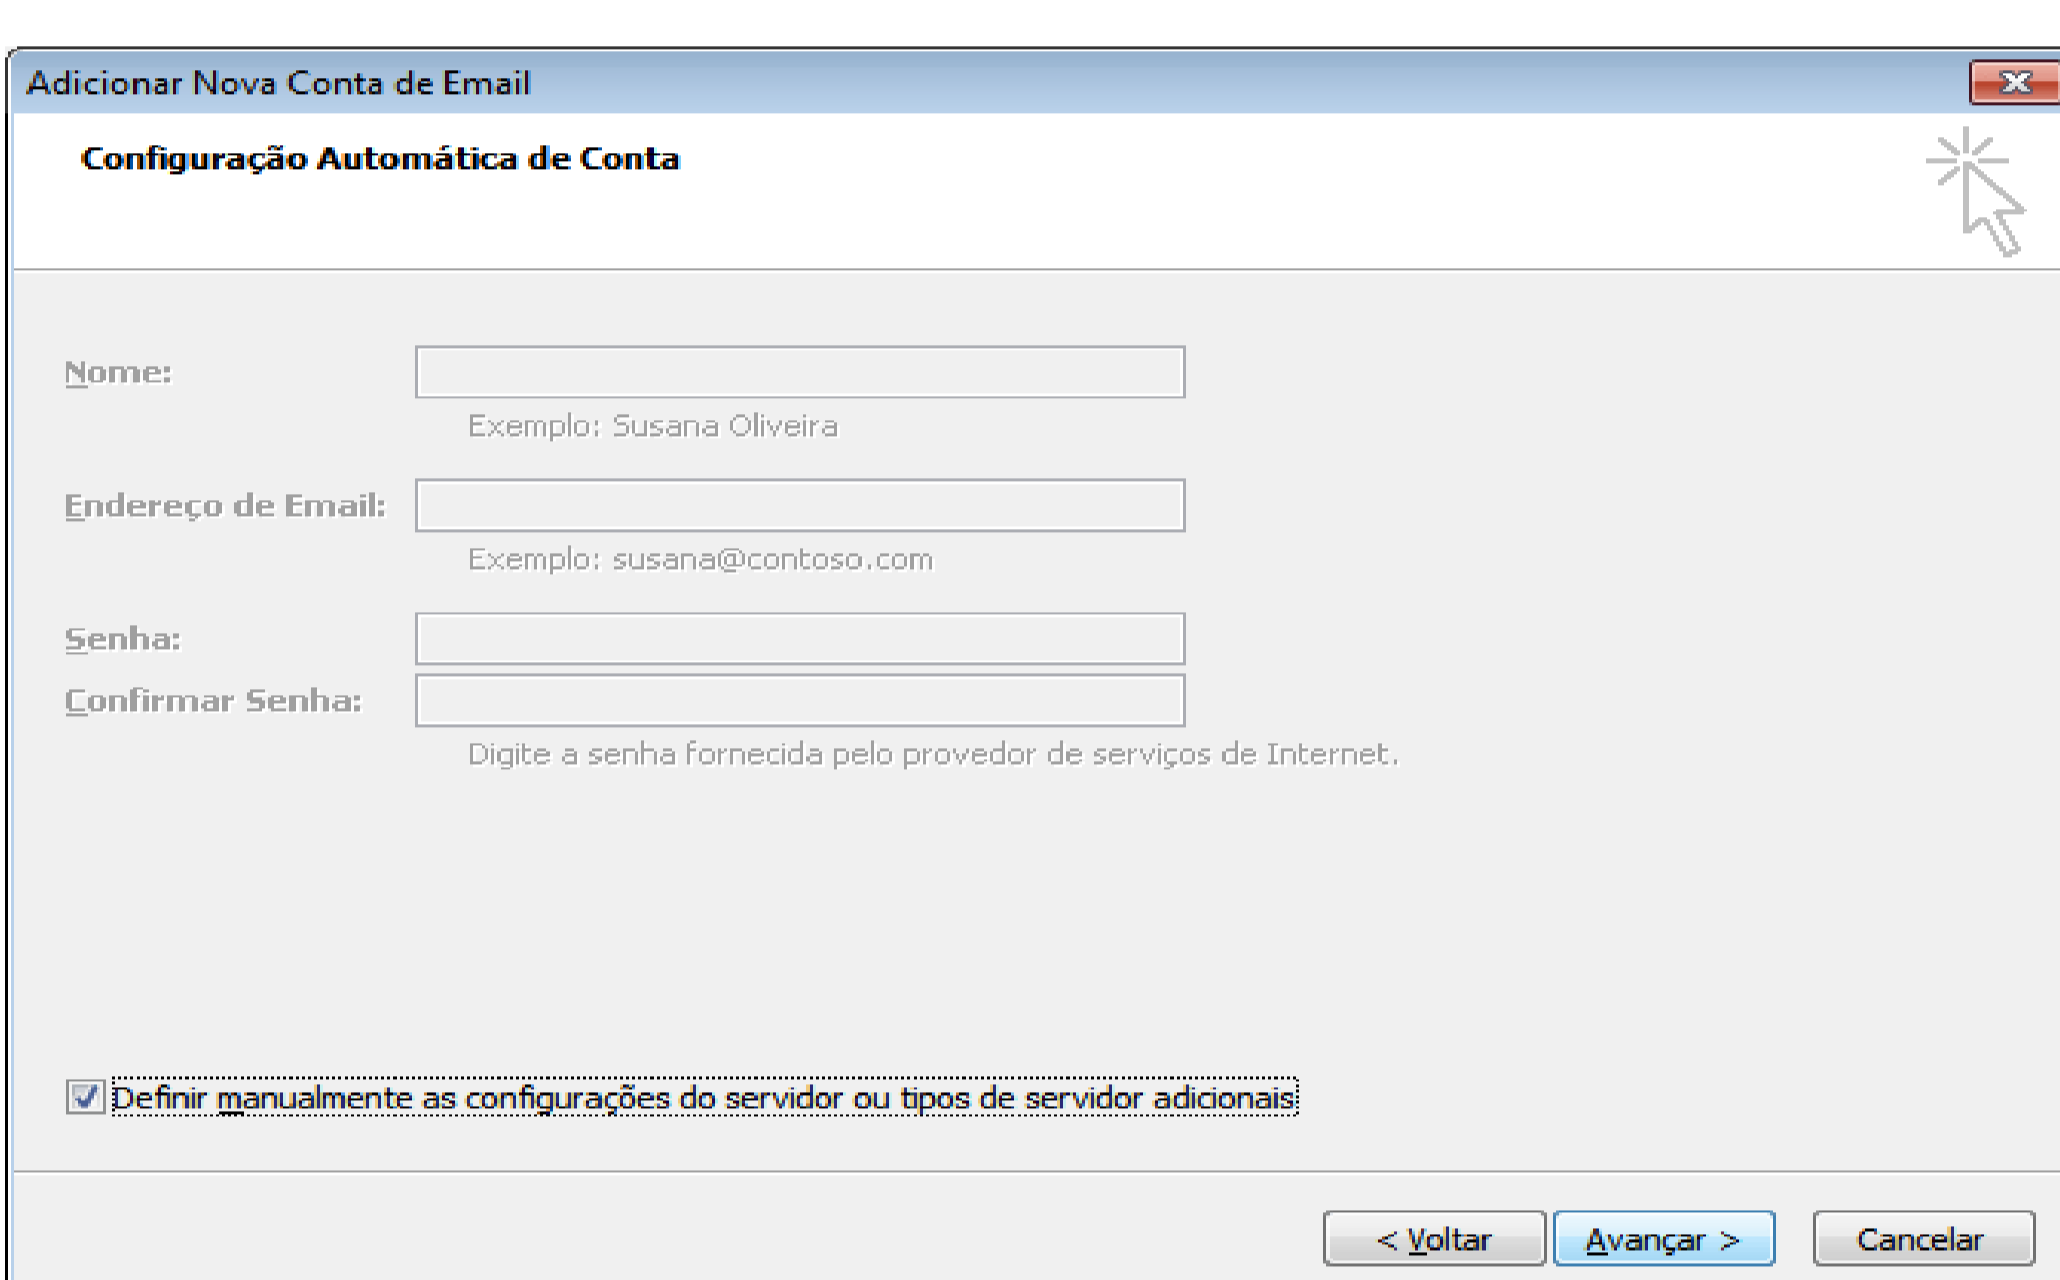 Adicionar Nova Conta de Email
Configuração Automática de Conta
Nome:
Exemplo: Susana Oliveira
Endereço de Email:
Exemplo: susana@contoso.com
Senha:
Confirmar Senha:
Digite a senha fornecida pelo provedor de serviços de Internet.
Definir manualmente as configurações do servidor ou tipos de servidor adicionais
< Voltar Avançar > Cancelar